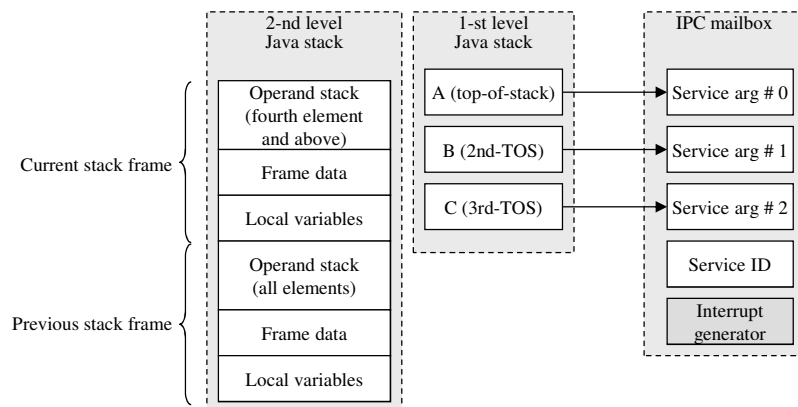 2-nd level
Java stack
1-st level
Java stack
IPC mailbox
Operand stack
(fourth element
and above)
Frame data
Local variables
Operand stack
(all elements)
Frame data
Local variables
Current stack frame
Previous stack frame
A (top-of-stack)
B (2nd-TOS)
C (3rd-TOS)
Service arg # 0
Service arg # 1
Service arg # 2
Service ID
Interrupt
generator